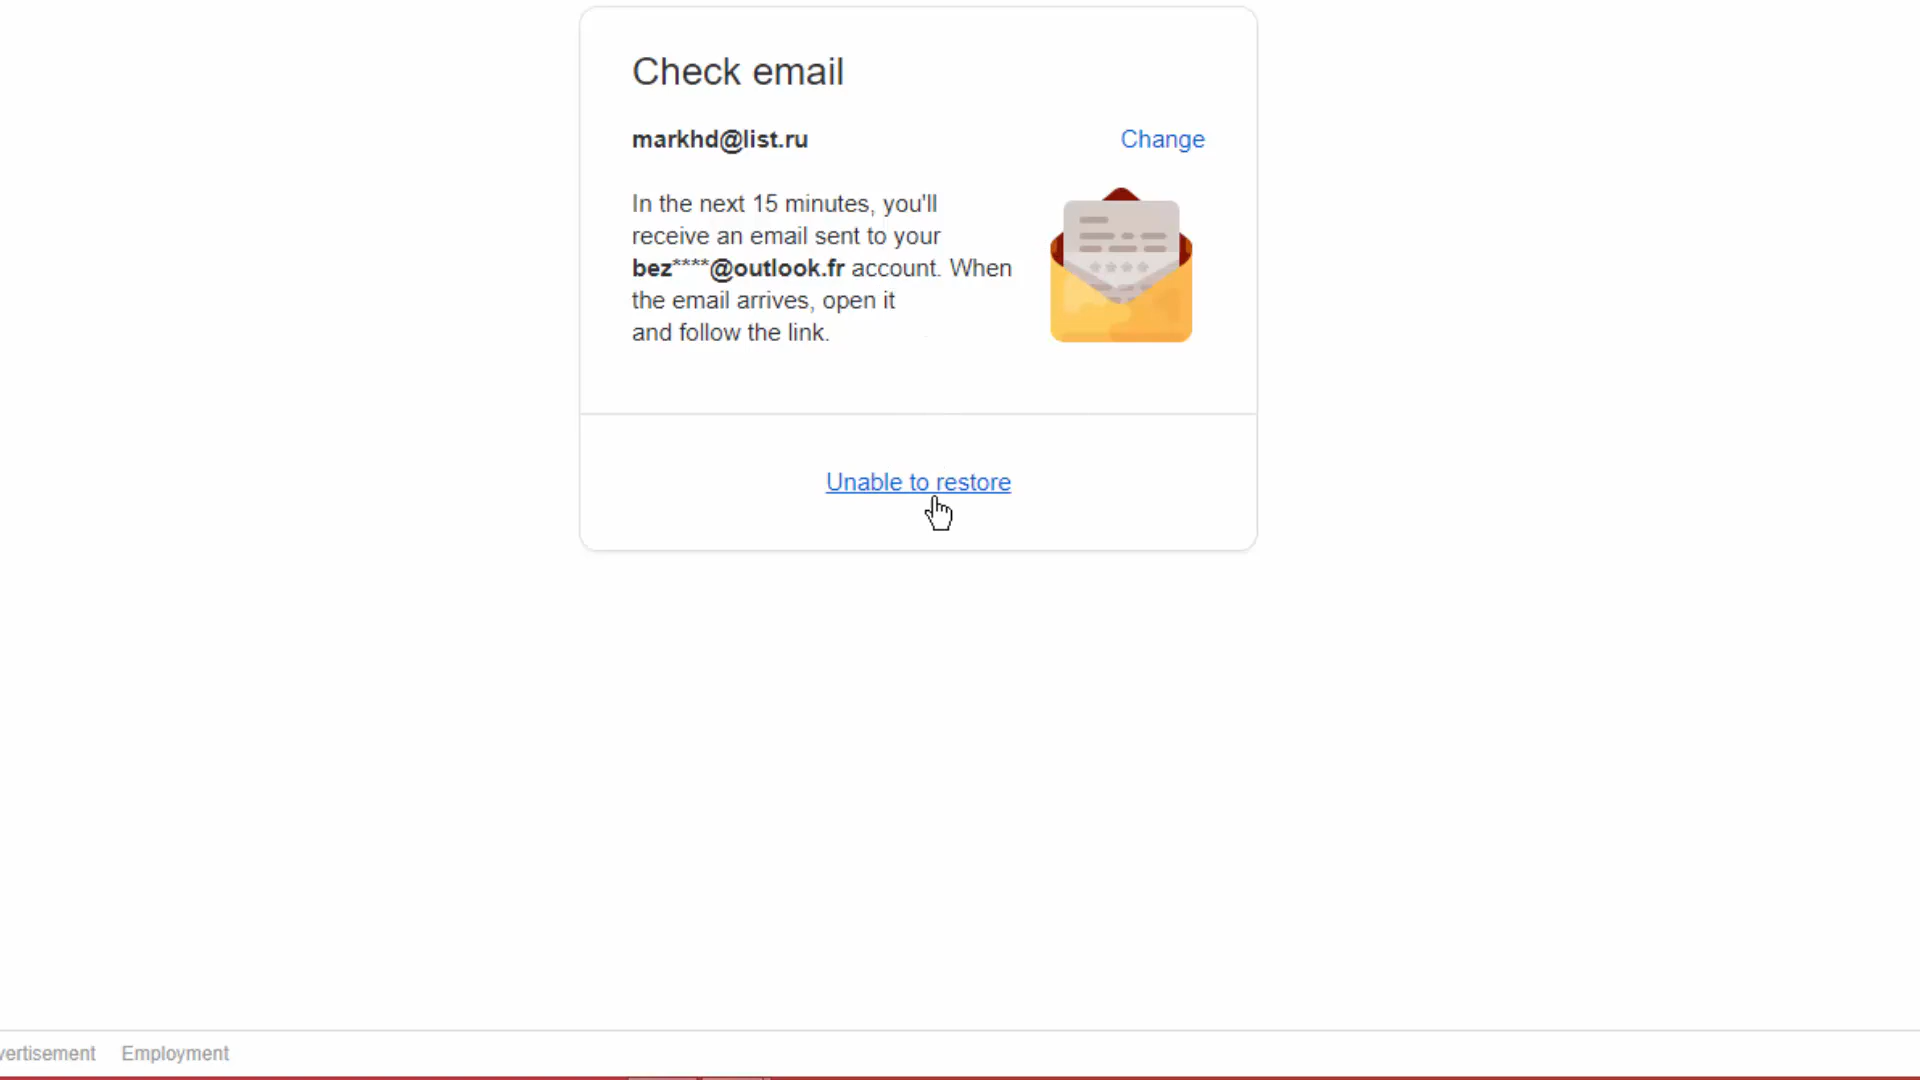 Check email
markhd@list.ru
Change
In the next 15 minutes, you'll
receive an email sent to your
bez****@outlook.fr account. When
the email arrives, open it
and follow the link.
Unable to restore
vertisement Employment